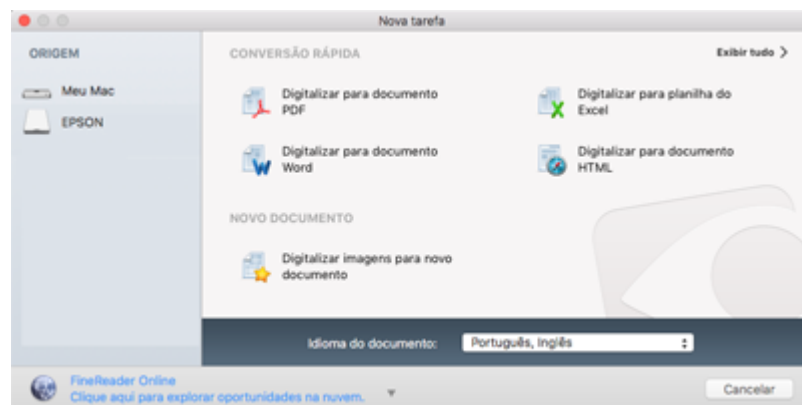 Nova tarefa
ORIGEM
Meu Mac
EPSON
CONVERSÃO RÁPIDA
Exibir tudo >
Digitalizar para documento
PDF
Digitalizar para planilha do
Excel
Digitalizar para documento
Word
Digitalizar para documento
HTML
NOVO DOCUMENTO
Digitalizar imagens para novo
documento
Idioma do documento:
Português, Inglês
FineReader Online
Clique aqui para explorar oportunidades na nuvem.
Cancelar